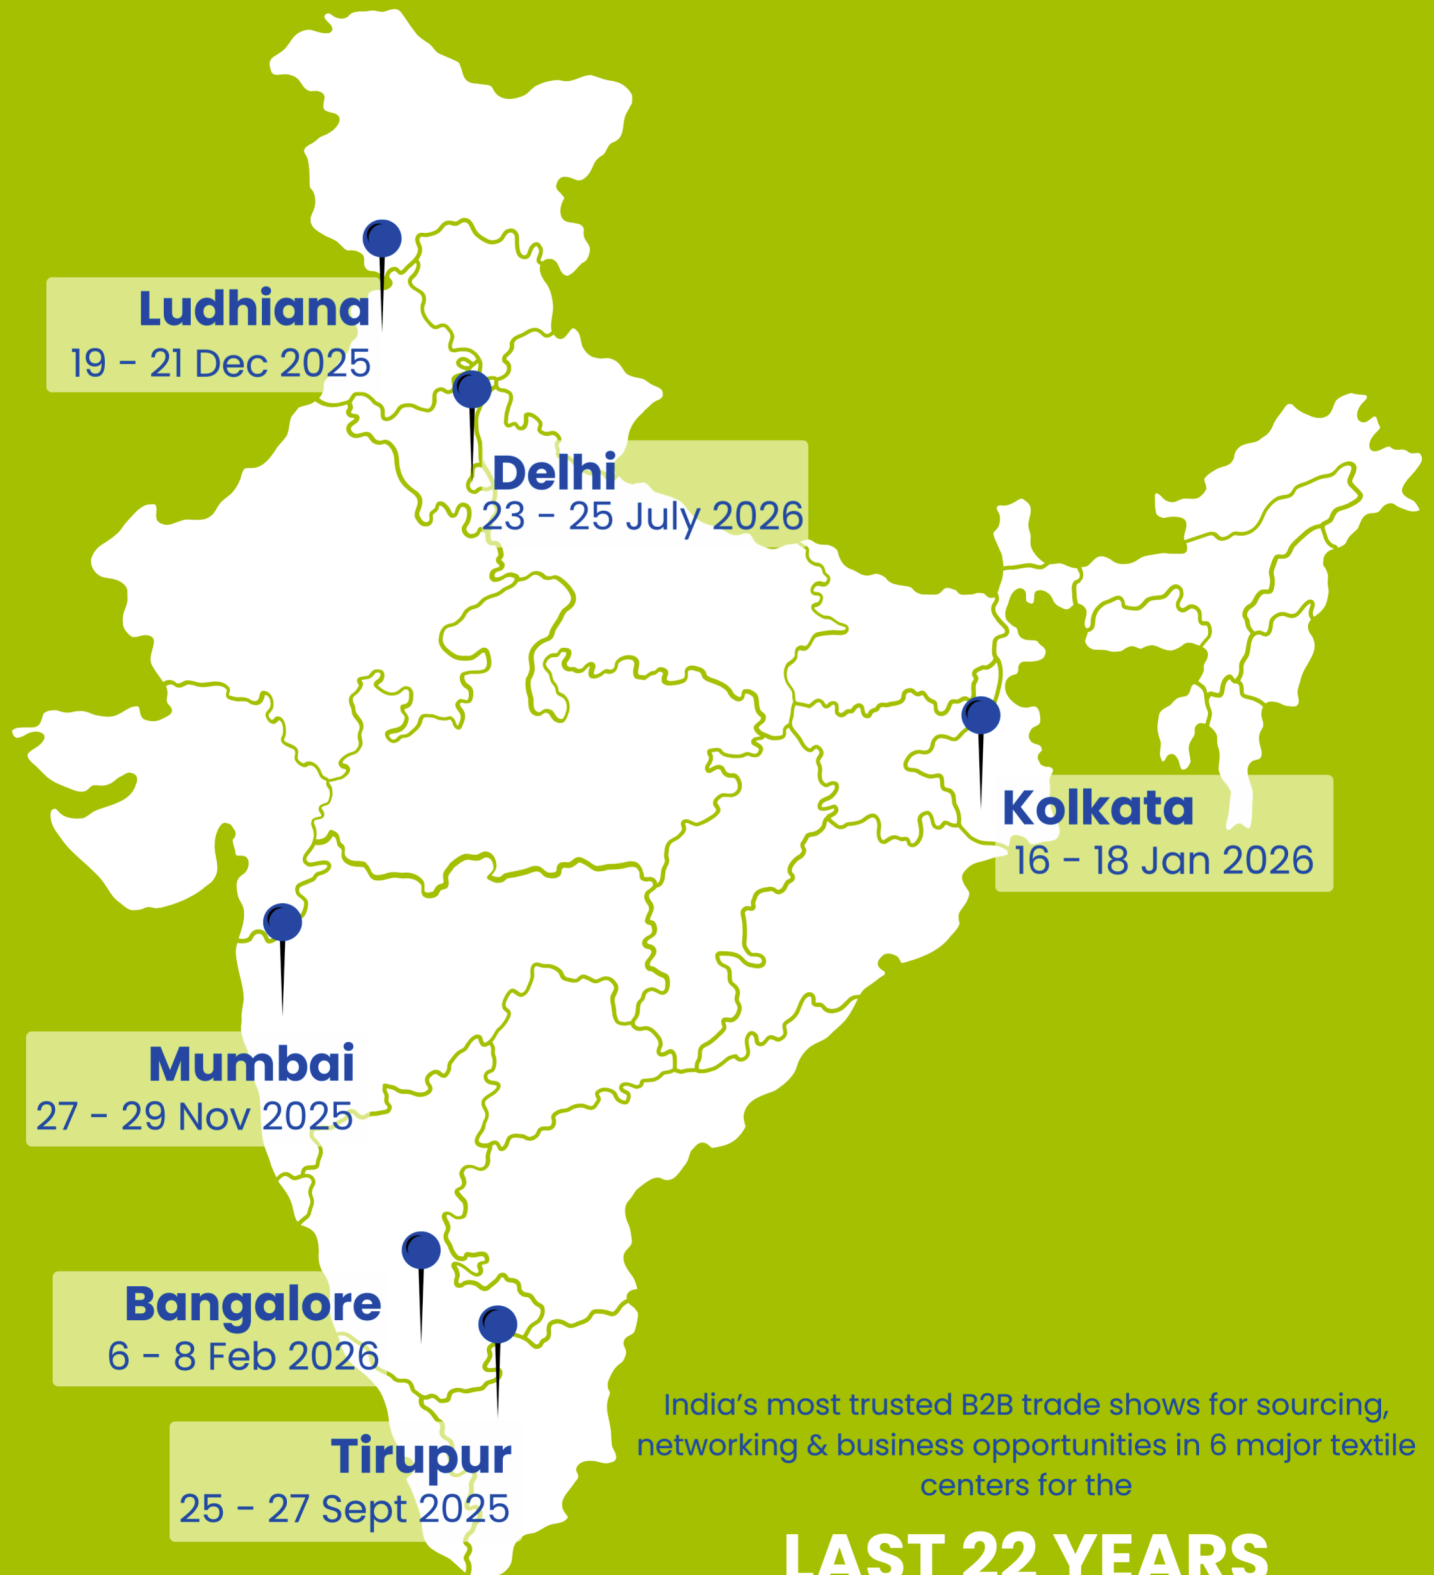 Ludhiana
19 - 21 Dec 2025
Delhi
23 - 25 July 2026
Kolkata
16 - 18 Jan 2026
Mumbai
27 - 29 Nov 2025
Bangalore
6 - 8 Feb 2026
Tirupur
25 - 27 Sept 2025
India’s most trusted B2B trade shows for sourcing,
networking & business opportunities in 6 major textile
centers for the
LAST 22 YEARS